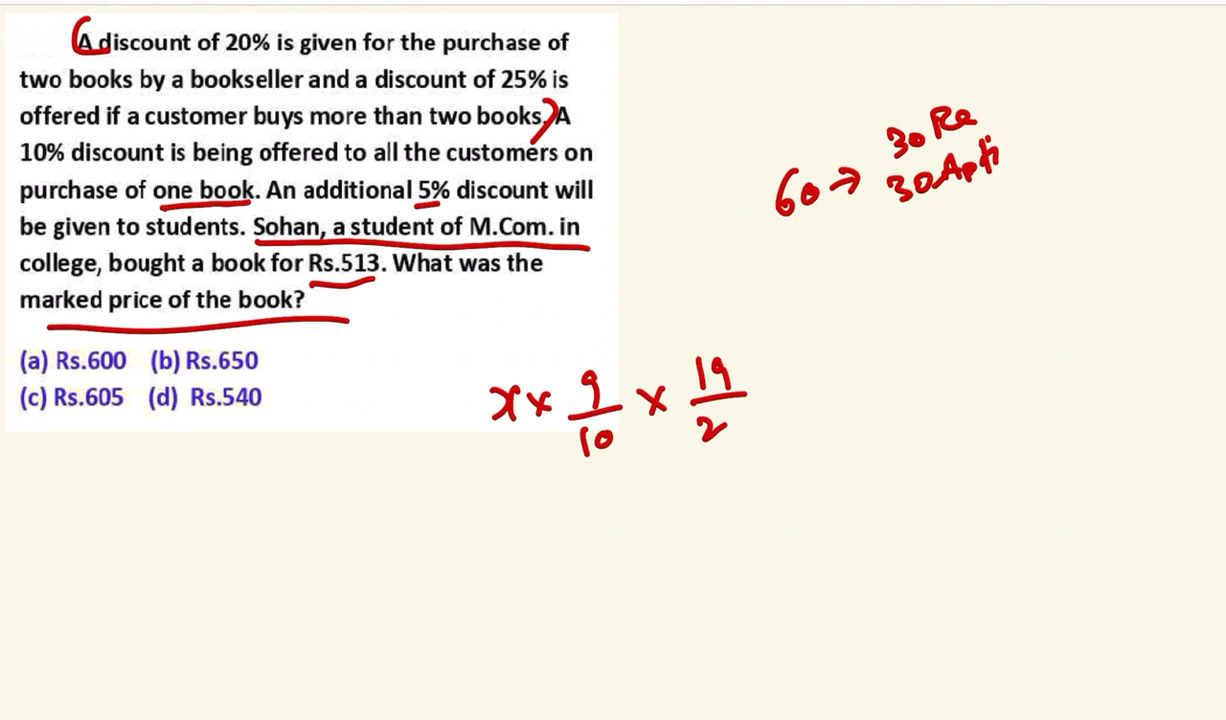 A discount of 20% is given for the purchase of
two books by a bookseller and a discount of 25% is
offered if a customer buys more than two books. A
10% discount is being offered to all the customers on
purchase of one book. An additional 5% discount will
be given to students. Sohan, a student of M.Com. in
college, bought a book for Rs.513. What was the
marked price of the book?
(a) Rs.600 (b) Rs.650
(c) Rs.605 (d) Rs.540
60 → 30 Re
30 Apti
x × 9/10 × 19/2